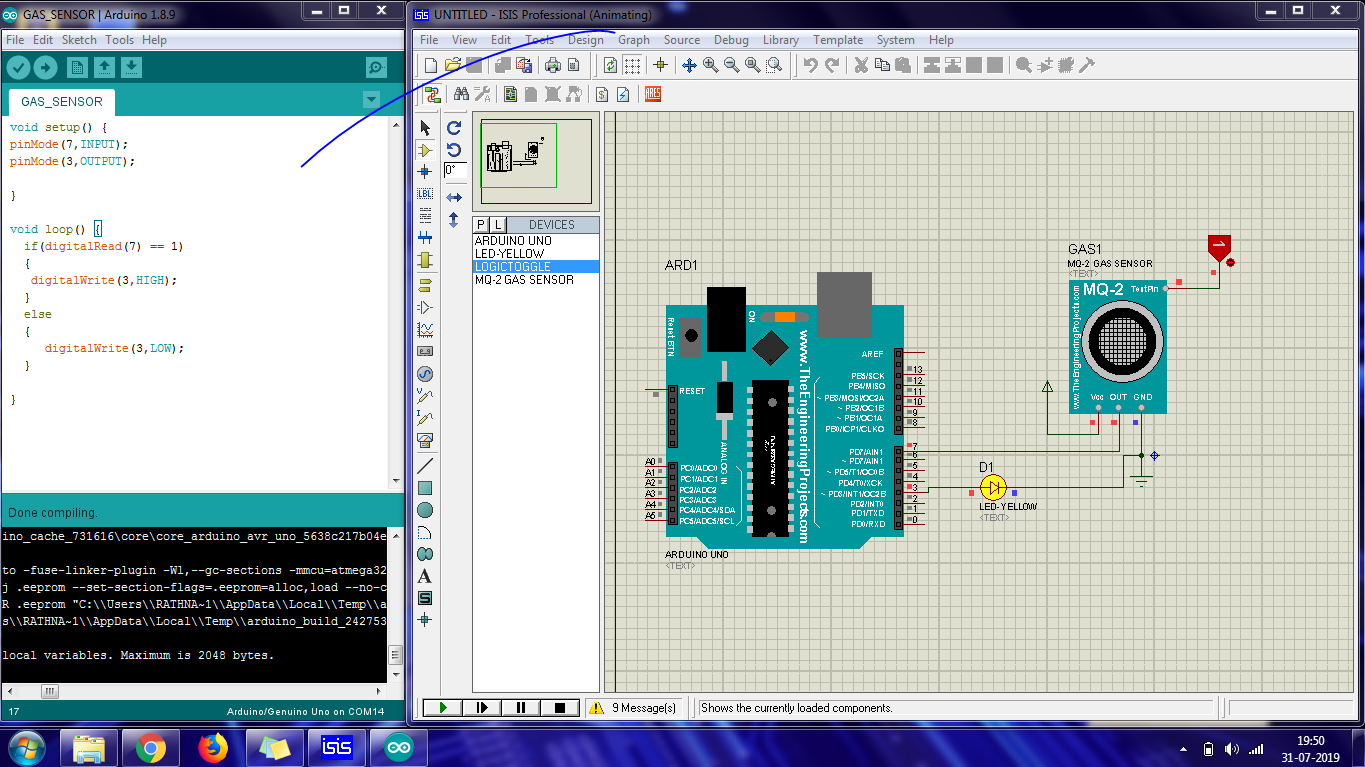 GAS_SENSOR | Arduino 1.8.9
File Edit Sketch Tools Help
GAS_SENSOR
void setup() {
pinMode(7,INPUT);
pinMode(3,OUTPUT);
}
void loop() {
if(digitalRead(7) == 1)
{
digitalWrite(3,HIGH);
}
else
{
digitalWrite(3,LOW);
}
}
Done compiling.
ino_cache_731616\core\core_arduino_avr_uno_5638c217b04e
to -fuse-linker-plugin -Wl,--gc-sections -mmcu=atmega32
j .eeprom --set-section-flags=.eeprom=alloc,load --no-c
R .eeprom "C:\\Users\\RATHNA~1\\AppData\\Local\\Temp\\a
s\\RATHNA~1\\AppData\\Local\\Temp\\arduino_build_242753
local variables. Maximum is 2048 bytes.
17
Arduino/Genuino Uno on COM14
isis UNTITLED - ISIS Professional (Animating)
File View Edit Tools Design Graph Source Debug Library Template System Help
ARES
0°
LBL
P L DEVICES
ARDUINO UNO
LED-YELLOW
LOGICTOGGLE
MQ-2 GAS SENSOR
ARD1
Reset BTN
ON
www.TheEngineeringProjects.com
ANALOG IN
RESET
A0 PC0/ADC0
A1 PC1/ADC1
A2 PC2/ADC2
A3 PC3/ADC3
A4 PC4/ADC4/SDA
A5 PC5/ADC5/SCL
AREF
PB5/SCK 13
PB4/MISO 12
~ PB3/MOSI/OC2A 11
~ PB2/OC1B 10
~ PB1/OC1A 9
PB0/ICP1/CLKO 8
PD7/AIN1 7
~ PD7/AIN1 6
~ PD5/T1/OC0B 5
PD4/T0/XCK 4
~ PD3/INT1/OC2B 3
PD2/INT0 2
PD1/TXD 1
PD0/RXD 0
ARDUINO UNO
<TEXT>
GAS1
MQ-2 GAS SENSOR
<TEXT>
1
MQ-2 TestPin
www.TheEngineeringProjects.com
Vcc OUT GND
D1
LED-YELLOW
<TEXT>
9 Message(s)
Shows the currently loaded components.
isis
19:50
31-07-2019